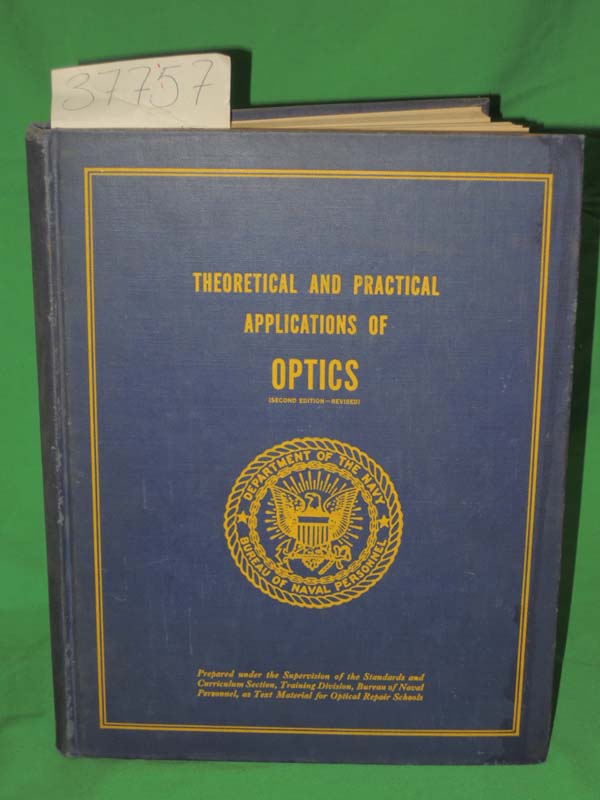 37757
THEORETICAL AND PRACTICAL
APPLICATIONS OF
OPTICS
(SECOND EDITION—REVISED)
DEPARTMENT OF THE NAVY
BUREAU OF NAVAL PERSONNEL
Prepared under the Supervision of the Standards and
Curriculum Section, Training Division, Bureau of Naval
Personnel, as Text Material for Optical Repair Schools